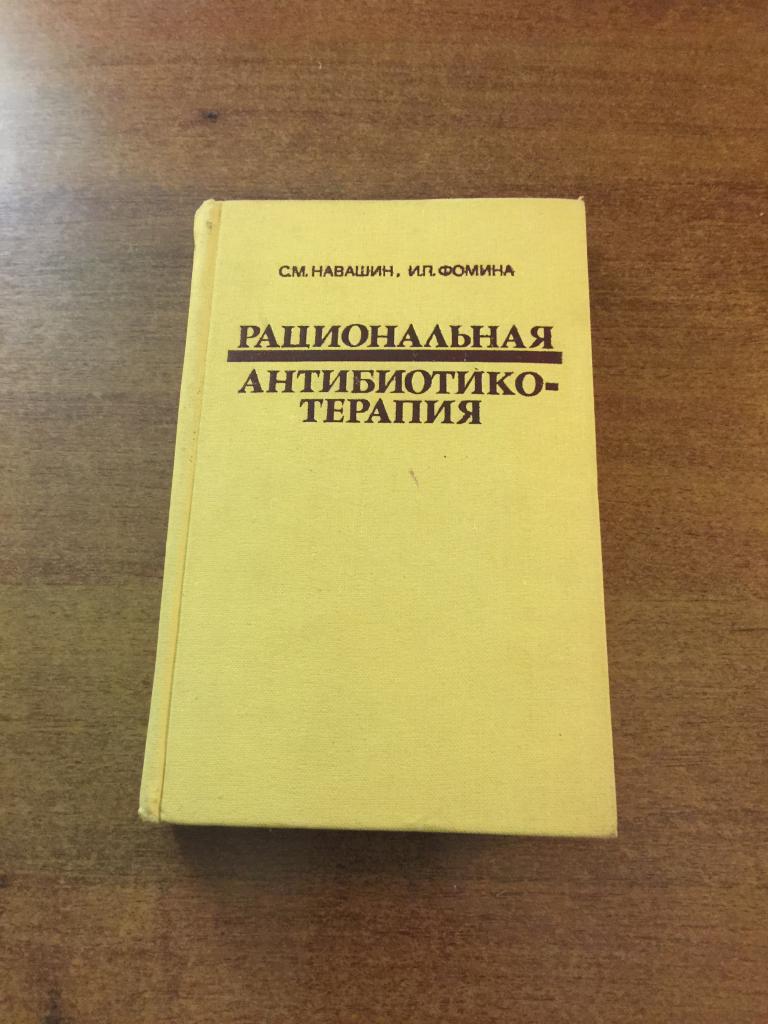 С.М. НАВАШИН, И.П. ФОМИНА
РАЦИОНАЛЬНАЯ
АНТИБИОТИКО-
ТЕРАПИЯ